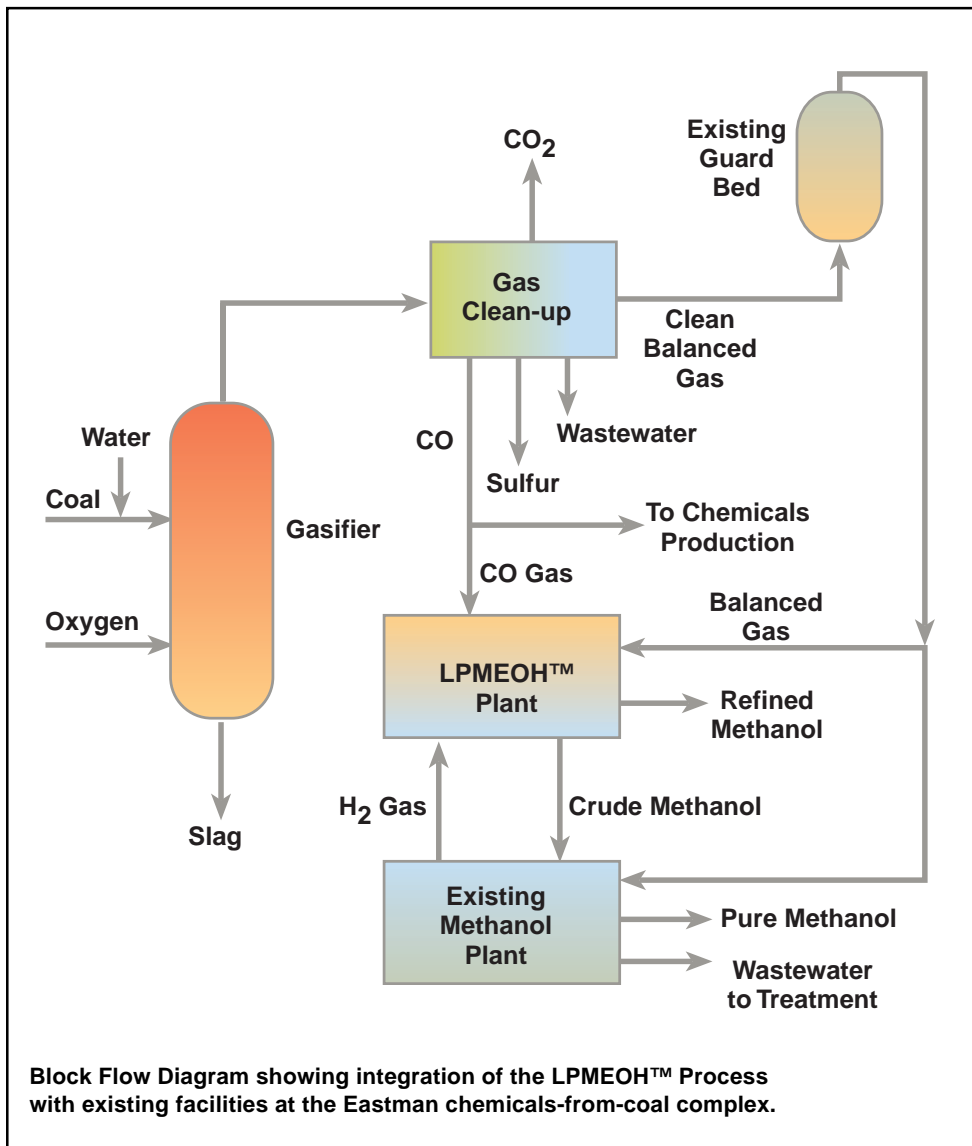 Existing
Guard
Bed
CO2
Gas
Clean-up
Clean
Balanced
Gas
Water
Coal
Gasifier
Oxygen
Slag
CO
Sulfur
Wastewater
To Chemicals
Production
CO Gas
Balanced
Gas
LPMEOH™
Plant
Refined
Methanol
H2 Gas
Crude Methanol
Existing
Methanol
Plant
Pure Methanol
Wastewater
to Treatment
Block Flow Diagram showing integration of the LPMEOH™ Process
with existing facilities at the Eastman chemicals-from-coal complex.